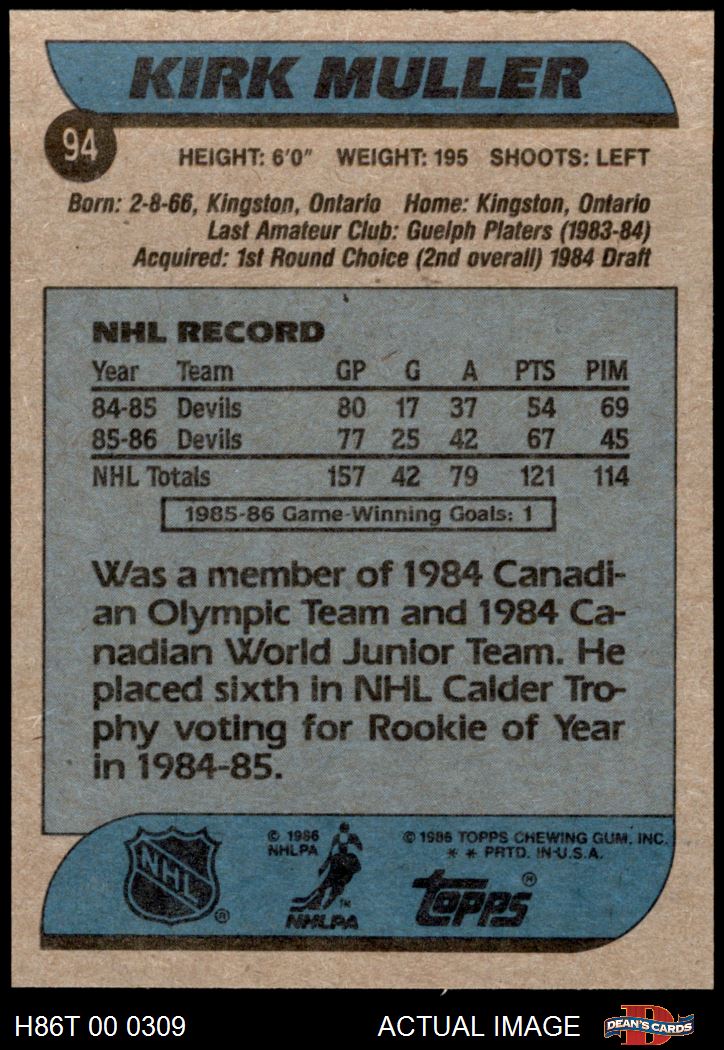 KIRK MULLER
94
HEIGHT: 6'0" WEIGHT: 195 SHOOTS: LEFT
Born: 2-8-66, Kingston, Ontario Home: Kingston, Ontario
Last Amateur Club: Guelph Platers (1983-84)
Acquired: 1st Round Choice (2nd overall) 1984 Draft
NHL RECORD
Year Team GP G A PTS PIM
84-85 Devils 80 17 37 54 69
85-86 Devils 77 25 42 67 45
NHL Totals 157 42 79 121 114
1985-86 Game-Winning Goals: 1
Was a member of 1984 Canadi-
an Olympic Team and 1984 Ca-
nadian World Junior Team. He
placed sixth in NHL Calder Tro-
phy voting for Rookie of Year
in 1984-85.
NHL ®
© 1986
NHLPA
™
NHLPA
© 1986 TOPPS CHEWING GUM, INC.
* * PRTD. IN U.S.A.
topps ®
H86T 00 0309 ACTUAL IMAGE
D
DEAN'S CARDS